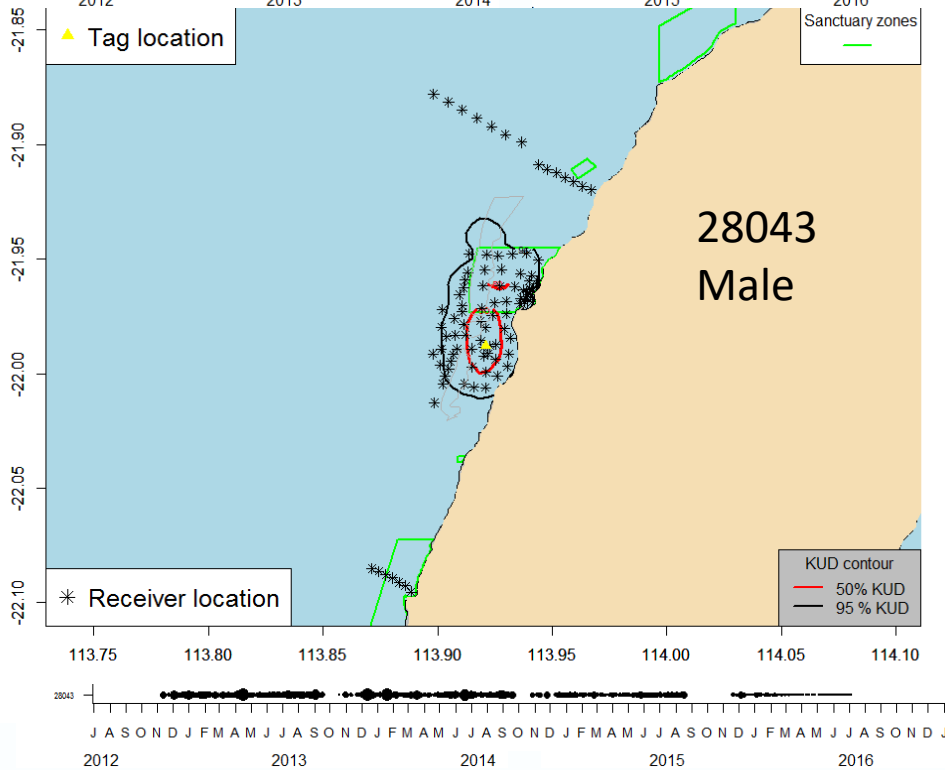 2012 2013 2014 2015 2016
-21.85
-21.90
-21.95
-22.00
-22.05
-22.10
Tag location
Sanctuary zones
28043
Male
Receiver location
KUD contour
50% KUD
95 % KUD
113.75 113.80 113.85 113.90 113.95 114.00 114.05 114.10
28043
J A S O N D J F M A M J J A S O N D J F M A M J J A S O N D J F M A M J J A S O N D J F M A M J J A S O N D J
2012 2013 2014 2015 2016